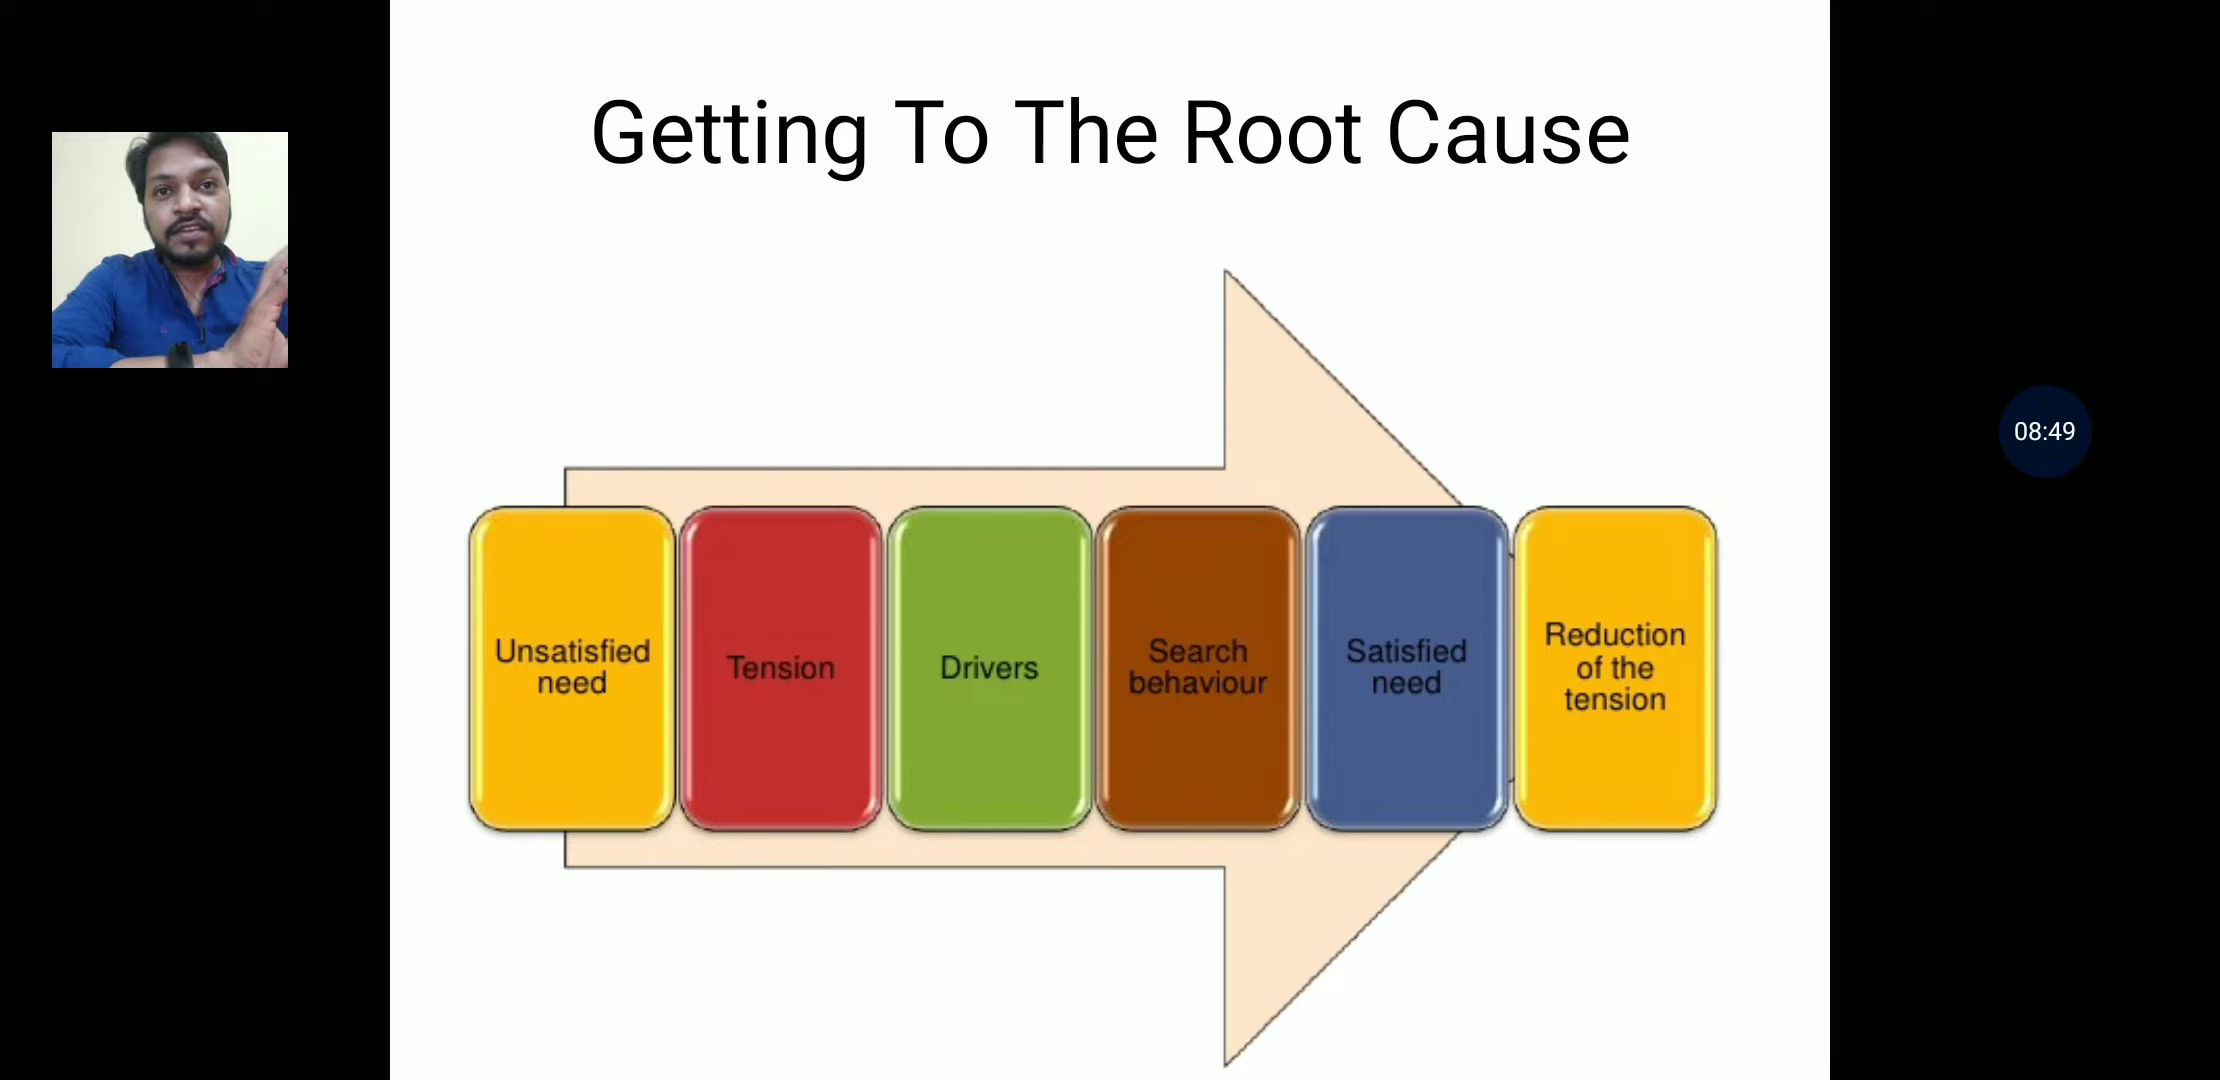 Getting To The Root Cause
08:49
Unsatisfied
need
Tension
Drivers
Search
behaviour
Satisfied
need
Reduction
of the
tension